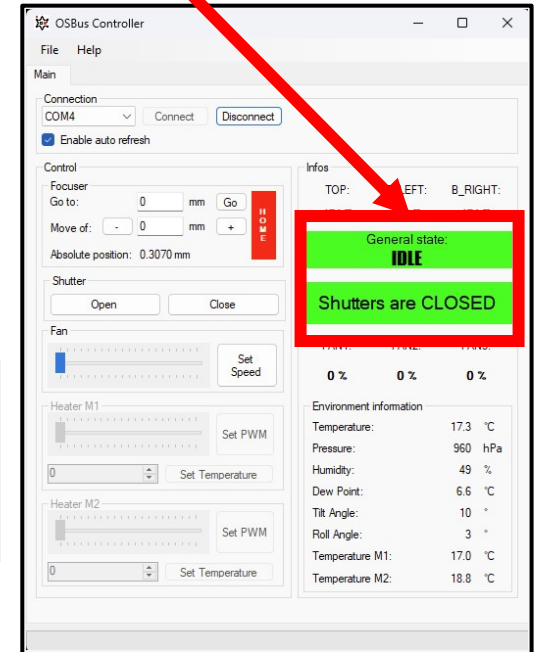 OSBus Controller
File Help
Main
Connection
COM4 Connect Disconnect
Enable auto refresh
Control
Focuser
Go to: 0 mm Go
Move of: - 0 mm +
HOME
Absolute position: 0.3070 mm
Shutter
Open Close
Fan
Set Speed
Heater M1
Set PWM
0 Set Temperature
Heater M2
Set PWM
0 Set Temperature
Infos
TOP: LEFT: B_RIGHT:
General state:
IDLE
Shutters are CLOSED
0 % 0 % 0 %
Environment information
Temperature: 17.3 °C
Pressure: 960 hPa
Humidity: 49 %
Dew Point: 6.6 °C
Tilt Angle: 10 °
Roll Angle: 3 °
Temperature M1: 17.0 °C
Temperature M2: 18.8 °C